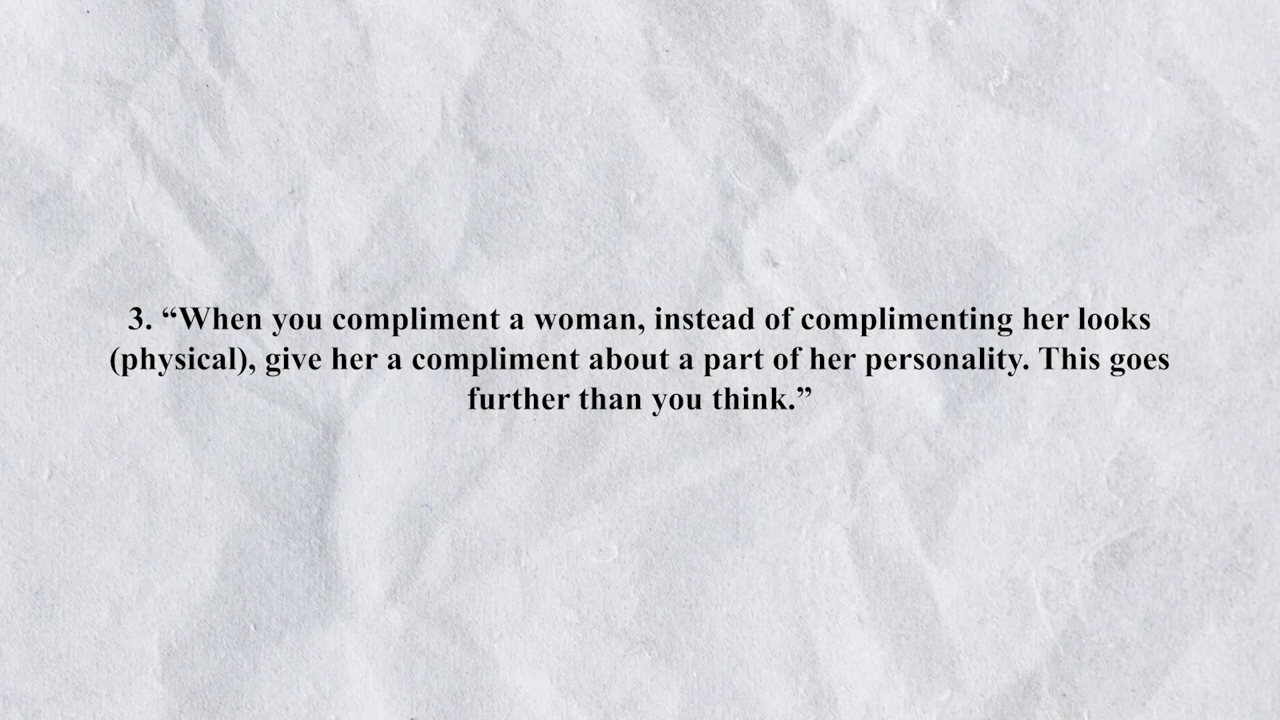 3. “When you compliment a woman, instead of complimenting her looks
(physical), give her a compliment about a part of her personality. This goes
further than you think.”